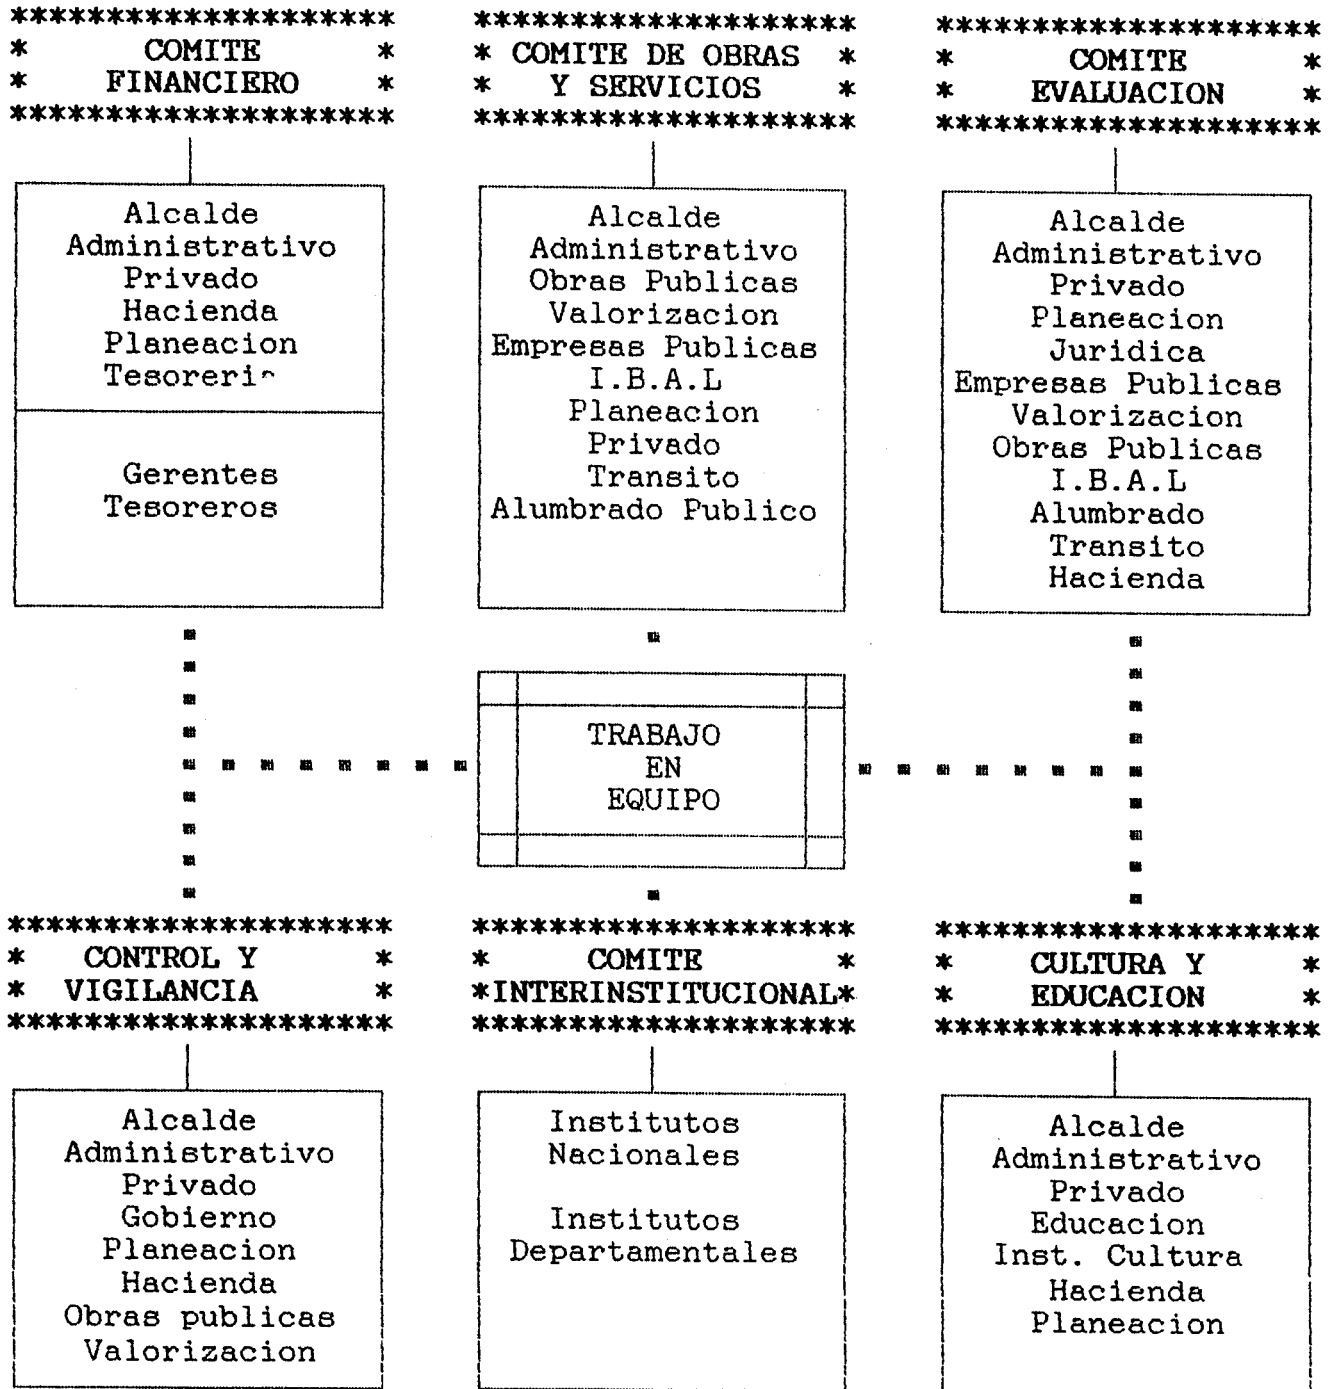 COMITE
FINANCIERO
Alcalde
Administrativo
Privado
Hacienda
Planeacion
Gerentes
Tesoreros
COMITE DE OBRAS
Y SERVICIOS
Alcalde
Administrativo
Obras Publicas
Valorizacion
Empresas Publicas
I.B.A.L
Planeacion
Privado
Transito
Alumbrado Publico
COMITE
EVALUACION
Alcalde
Administrativo
Privado
Planeacion
Juridica
Empresas Publicas
Valorizacion
Obras Publicas
I.B.A.L
Alumbrado
Transito
Hacienda
TRABAJO
EN
EQUIPO
CONTROL Y
VIGILANCIA
Alcalde
Administrativo
Privado
Gobierno
Planeacion
Hacienda
Obras publicas
Valorizacion
COMITE
INTERINSTITUCIONAL
Institutos
Nacionales
Institutos
Departamentales
CULTURA Y
EDUCACION
Alcalde
Administrativo
Privado
Educacion
Inst. Cultura
Hacienda
Planeacion